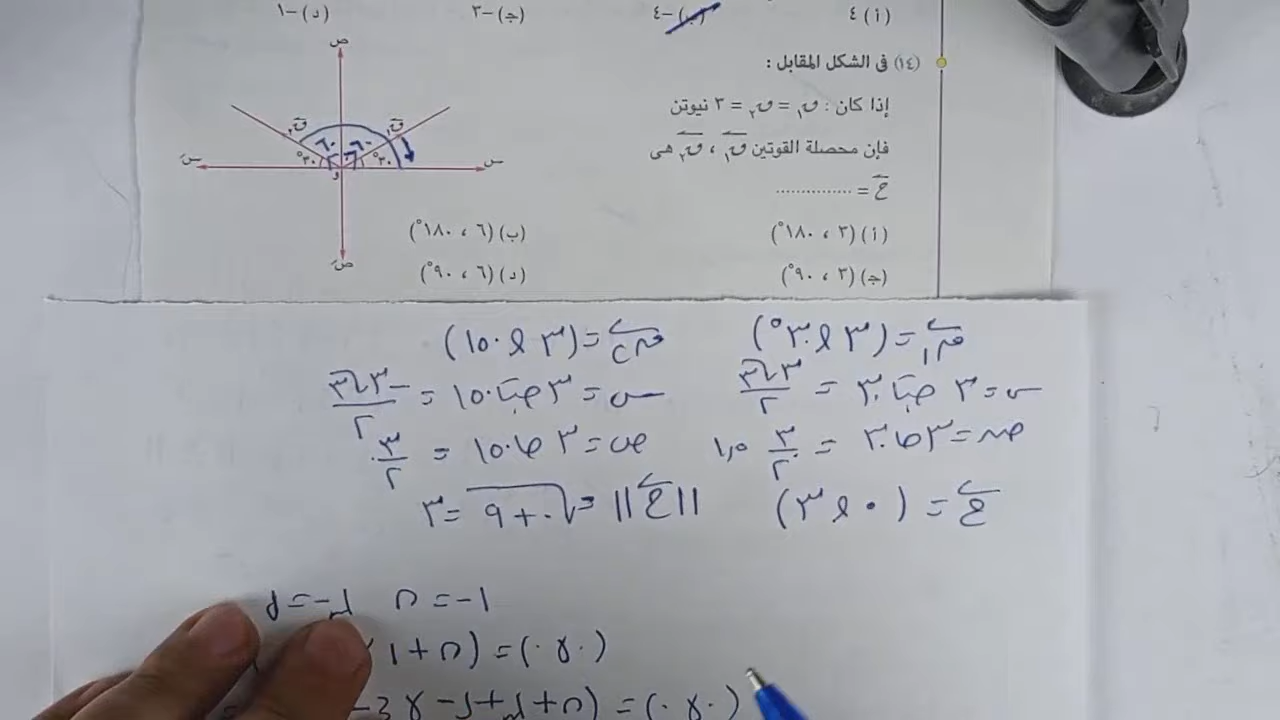 (أ) ٤ (ب) -٤ (ج) -٣ (د) -١
(١٤) فى الشكل المقابل :
إذا كان : ق١ = ق٢ = ٣ نيوتن
فإن محصلة القوتين ق١ ، ق٢ هى
ح = ...............
(أ) (٣ ، ١٨٠°) (ب) (٦ ، ١٨٠°)
(ج) (٣ ، ٩٠°) (د) (٦ ، ٩٠°)
ص
ق٢ ق١
٦٠ ٦٠
س ٣٠° ٣٠° س
و
ص
ق١ = (٣ ، ٣٠°) ق٢ = (٣ ، ١٥٠)
س = ٣ جتا ٣٠ = ٣√٣/٢ س = ٣ جتا ١٥٠ = -٣√٣/٢
ص = ٣ جا ٣٠ = ٣/٢ ١,٥ ص = ٣ جا ١٥٠ = ٣/٢
ح = (٠ ، ٣) ||ح|| = √٠ + ٩ = ٣